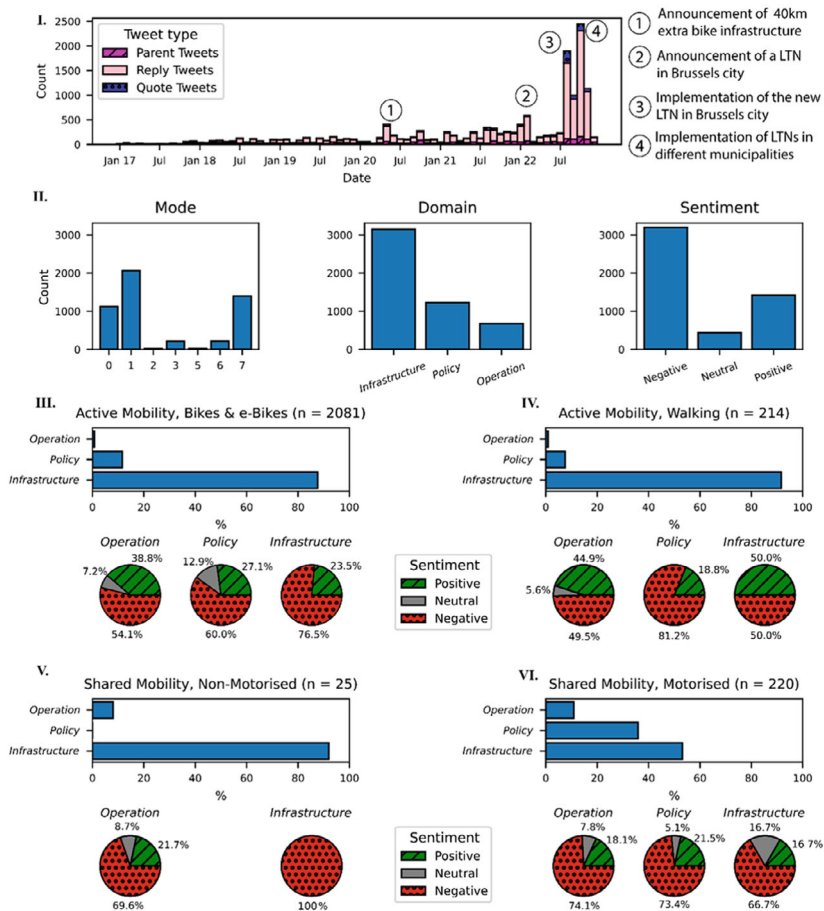 I.
2500
2000
1500
1000
500
0
Count
Tweet type
Parent Tweets
Reply Tweets
Quote Tweets
1
2
3
4
Jan 17 Jul Jan 18 Jul Jan 19 Jul Jan 20 Jul Jan 21 Jul Jan 22 Jul
Date
1 Announcement of 40km
extra bike infrastructure
2 Announcement of a LTN
in Brussels city
3 Implementation of the new
LTN in Brussels city
4 Implementation of LTNs in
different municipalities
II.
Mode
3000
2000
1000
0
Count
0 1 2 3 5 6 7
Domain
3000
2000
1000
0
Infrastructure Policy Operation
Sentiment
3000
2000
1000
0
Negative Neutral Positive
III.
Active Mobility, Bikes & e-Bikes (n = 2081)
Operation
Policy
Infrastructure
0 20 40 60 80 100
%
Operation Policy Infrastructure
38.8%
7.2%
54.1%
12.9%
27.1%
60.0%
23.5%
76.5%
Sentiment
Positive
Neutral
Negative
IV.
Active Mobility, Walking (n = 214)
Operation
Policy
Infrastructure
0 20 40 60 80 100
%
Operation Policy Infrastructure
44.9%
5.6%
49.5%
18.8%
81.2%
50.0%
50.0%
V.
Shared Mobility, Non-Motorised (n = 25)
Operation
Policy
Infrastructure
0 20 40 60 80 100
%
Operation Infrastructure
8.7%
21.7%
69.6%
100%
Sentiment
Positive
Neutral
Negative
VI.
Shared Mobility, Motorised (n = 220)
Operation
Policy
Infrastructure
0 20 40 60 80 100
%
Operation Policy Infrastructure
7.8%
18.1%
74.1%
5.1%
21.5%
73.4%
16.7%
16 7%
66.7%